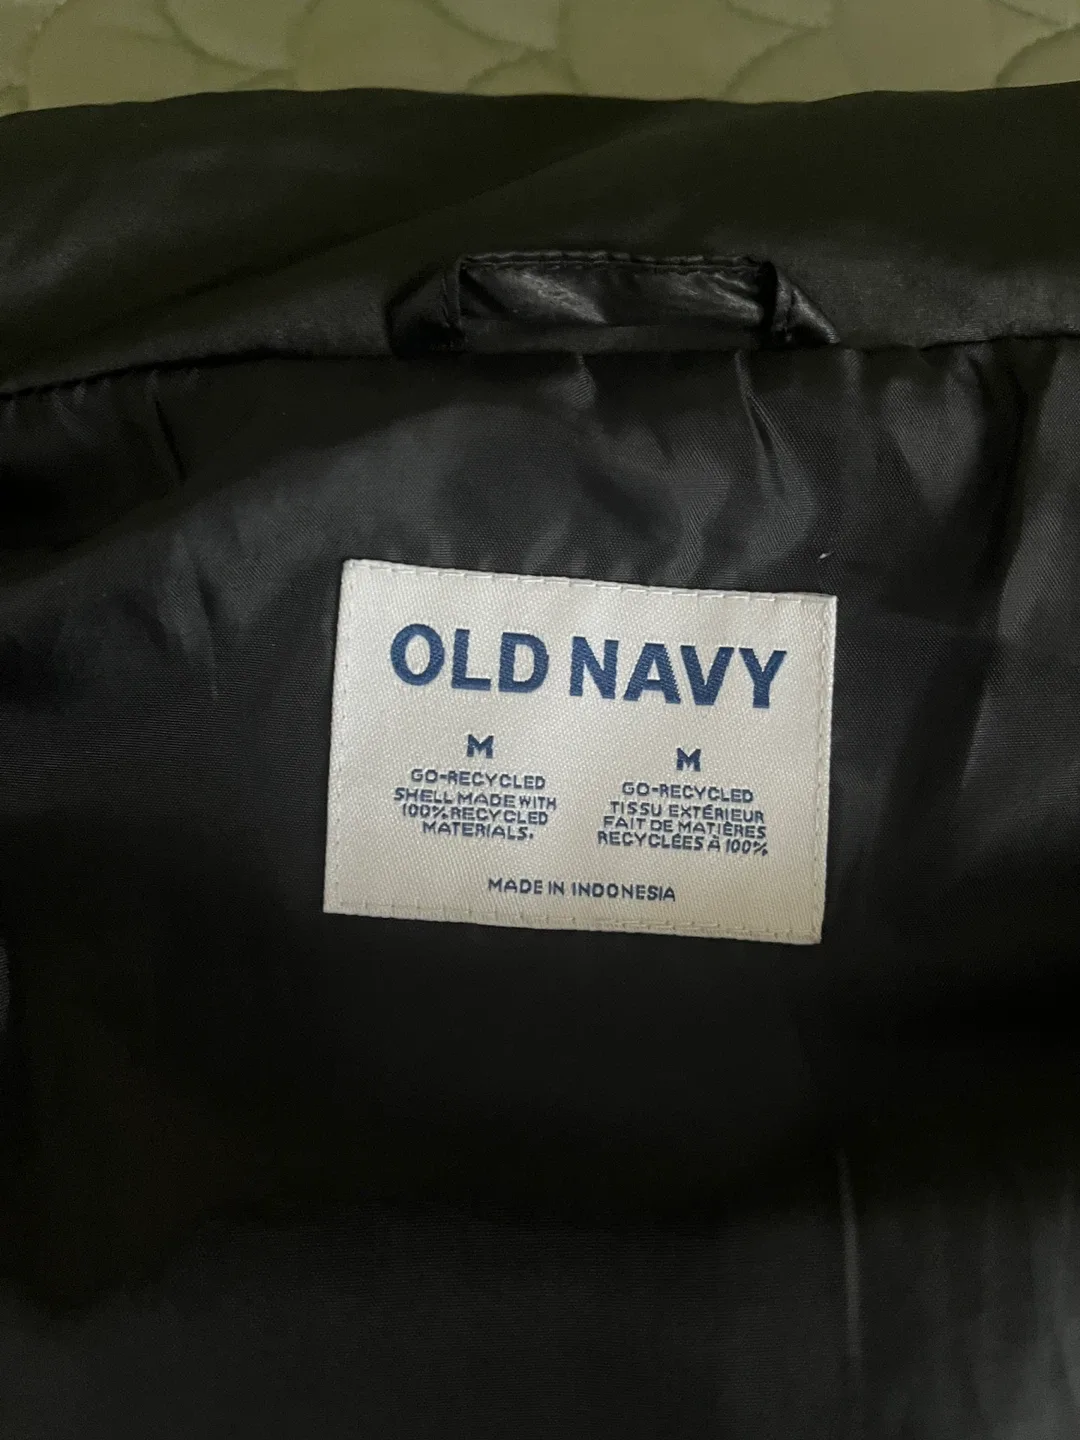 OLD NAVY
M
GO-RECYCLED
SHELL MADE WITH
100% RECYCLED
MATERIALS.
M
GO-RECYCLED
TISSU EXTÉRIEUR
FAIT DE MATIÈRES
RECYCLÉES À 100%
MADE IN INDONESIA